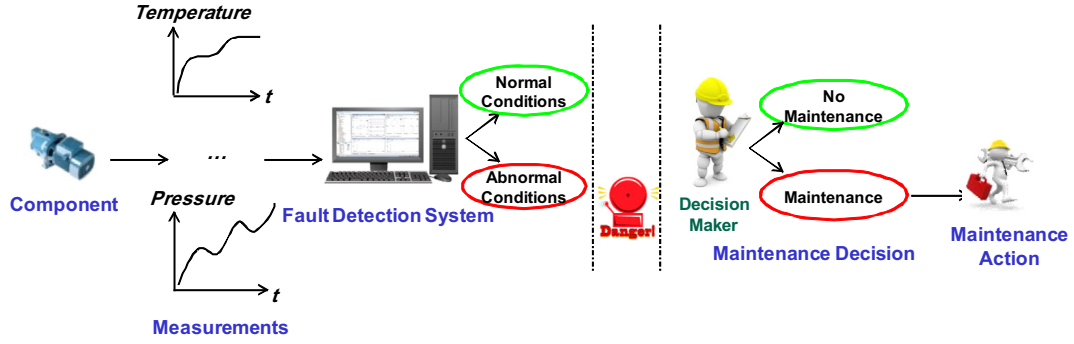 Temperature
t
Component
...
Pressure
t
Measurements
Fault Detection System
Normal
Conditions
Abnormal
Conditions
Danger!
Decision
Maker
No
Maintenance
Maintenance
Maintenance Decision
Maintenance
Action